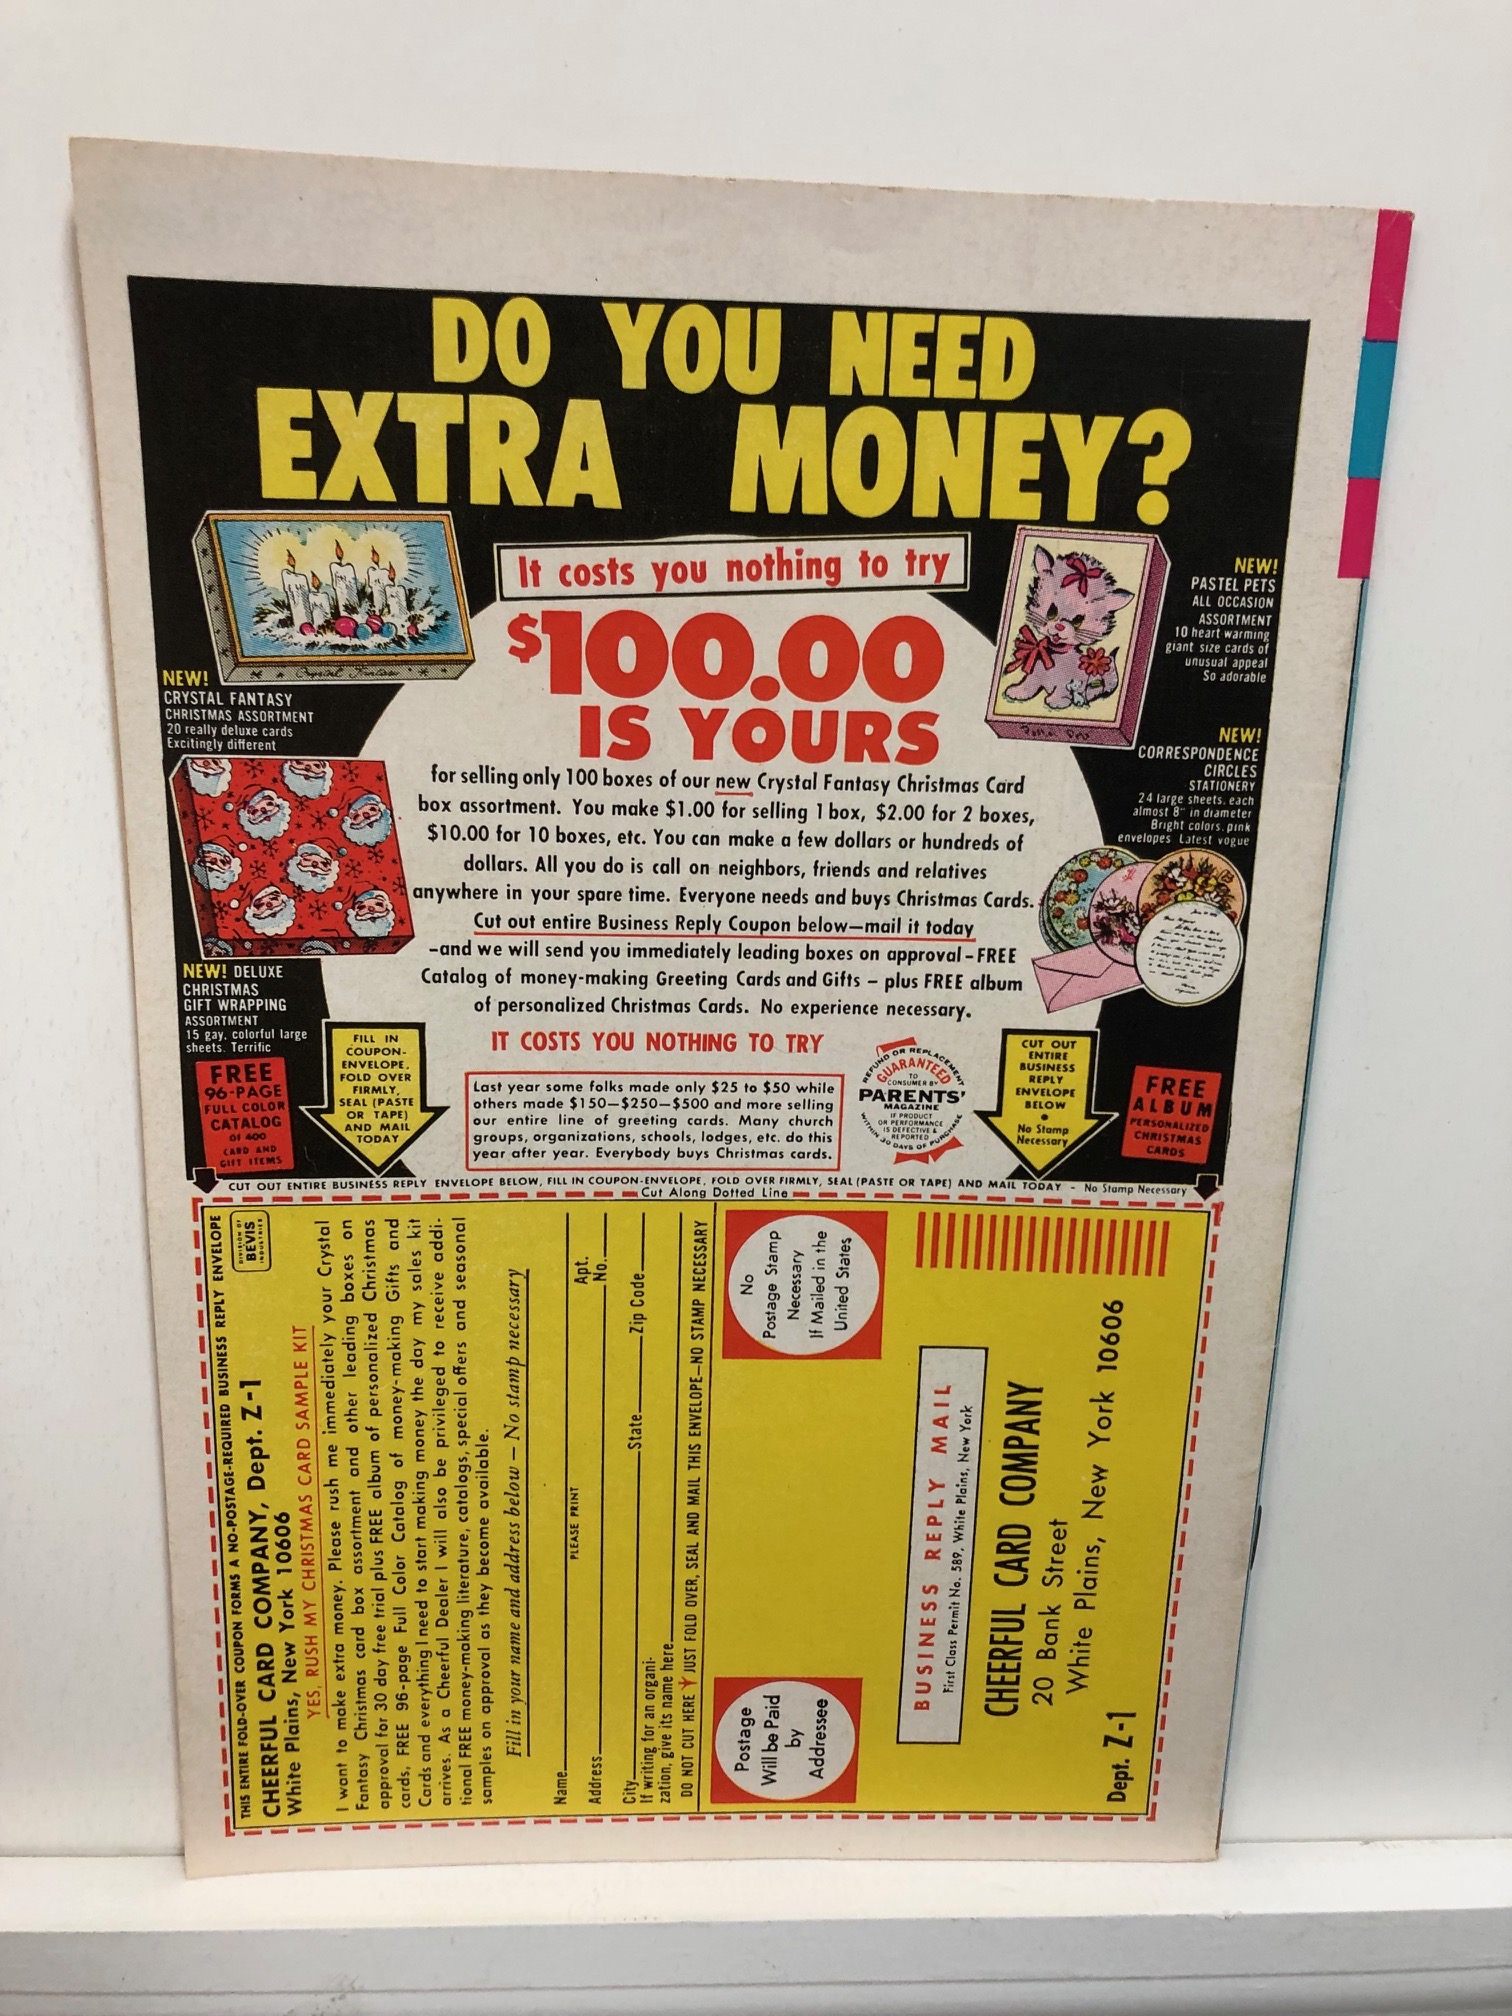 DO YOU NEED
EXTRA MONEY?
It costs you nothing to try
$100.00
IS YOURS
for selling only 100 boxes of our new Crystal Fantasy Christmas Card
box assortment. You make $1.00 for selling 1 box, $2.00 for 2 boxes,
$10.00 for 10 boxes, etc. You can make a few dollars or hundreds of
dollars. All you do is call on neighbors, friends and relatives
anywhere in your spare time. Everyone needs and buys Christmas Cards.
Cut out entire Business Reply Coupon below—mail it today
-and we will send you immediately leading boxes on approval-FREE
Catalog of money-making Greeting Cards and Gifts - plus FREE album
of personalized Christmas Cards. No experience necessary.
IT COSTS YOU NOTHING TO TRY
Last year some folks made only $25 to $50 while
others made $150—$250—$500 and more selling
our entire line of greeting cards. Many church
groups, organizations, schools, lodges, etc. do this
year after year. Everybody buys Christmas cards.
Crystal Fantasy
NEW!
CRYSTAL FANTASY
CHRISTMAS ASSORTMENT
20 really deluxe cards
Excitingly different
NEW! DELUXE
CHRISTMAS
GIFT WRAPPING
ASSORTMENT
15 gay, colorful large
sheets. Terrific
FREE
96-PAGE
FULL COLOR
CATALOG
of 400
CARD AND
GIFT ITEMS
FILL IN
COUPON-
ENVELOPE,
FOLD OVER
FIRMLY,
SEAL (PASTE
OR TAPE)
AND MAIL
TODAY
NEW!
PASTEL PETS
ALL OCCASION
ASSORTMENT
10 heart warming
giant size cards of
unusual appeal
So adorable
NEW!
CORRESPONDENCE
CIRCLES
STATIONERY
24 large sheets, each
almost 8" in diameter
Bright colors, pink
envelopes. Latest vogue
REFUND OR REPLACEMENT
GUARANTEED
TO
CONSUMER BY
PARENTS'
MAGAZINE
IF PRODUCT
OR PERFORMANCE
IS DEFECTIVE &
REPORTED
WITHIN 30 DAYS OF PURCHASE
CUT OUT
ENTIRE
BUSINESS
REPLY
ENVELOPE
BELOW
•
No Stamp
Necessary
FREE
ALBUM
PERSONALIZED
CHRISTMAS
CARDS
CUT OUT ENTIRE BUSINESS REPLY ENVELOPE BELOW, FILL IN COUPON-ENVELOPE, FOLD OVER FIRMLY, SEAL (PASTE OR TAPE) AND MAIL TODAY - No Stamp Necessary
Cut Along Dotted Line
THIS ENTIRE FOLD-OVER COUPON FORMS A NO-POSTAGE-REQUIRED BUSINESS REPLY ENVELOPE
CHEERFUL CARD COMPANY, Dept. Z-1
White Plains, New York 10606
DIVISION OF
BEVIS
INDUSTRIES
YES, RUSH MY CHRISTMAS CARD SAMPLE KIT
I want to make extra money. Please rush me immediately your Crystal
Fantasy Christmas card box assortment and other leading boxes on
approval for 30 day free trial plus FREE album of personalized Christmas
cards, FREE 96-page Full Color Catalog of money-making Gifts and
Cards and everything I need to start making money the day my sales kit
arrives. As a Cheerful Dealer I will also be privileged to receive addi-
tional FREE money-making literature, catalogs, special offers and seasonal
samples on approval as they become available.
Fill in your name and address below — No stamp necessary
Name
PLEASE PRINT
Address Apt. No.
City State Zip Code
If writing for an organi-
zation, give its name here
DO NOT CUT HERE JUST FOLD OVER, SEAL AND MAIL THIS ENVELOPE—NO STAMP NECESSARY
Postage
Will be Paid
by
Addressee
No
Postage Stamp
Necessary
If Mailed in the
United States
BUSINESS REPLY MAIL
First Class Permit No. 589, White Plains, New York
CHEERFUL CARD COMPANY
20 Bank Street
White Plains, New York 10606
Dept. Z-1